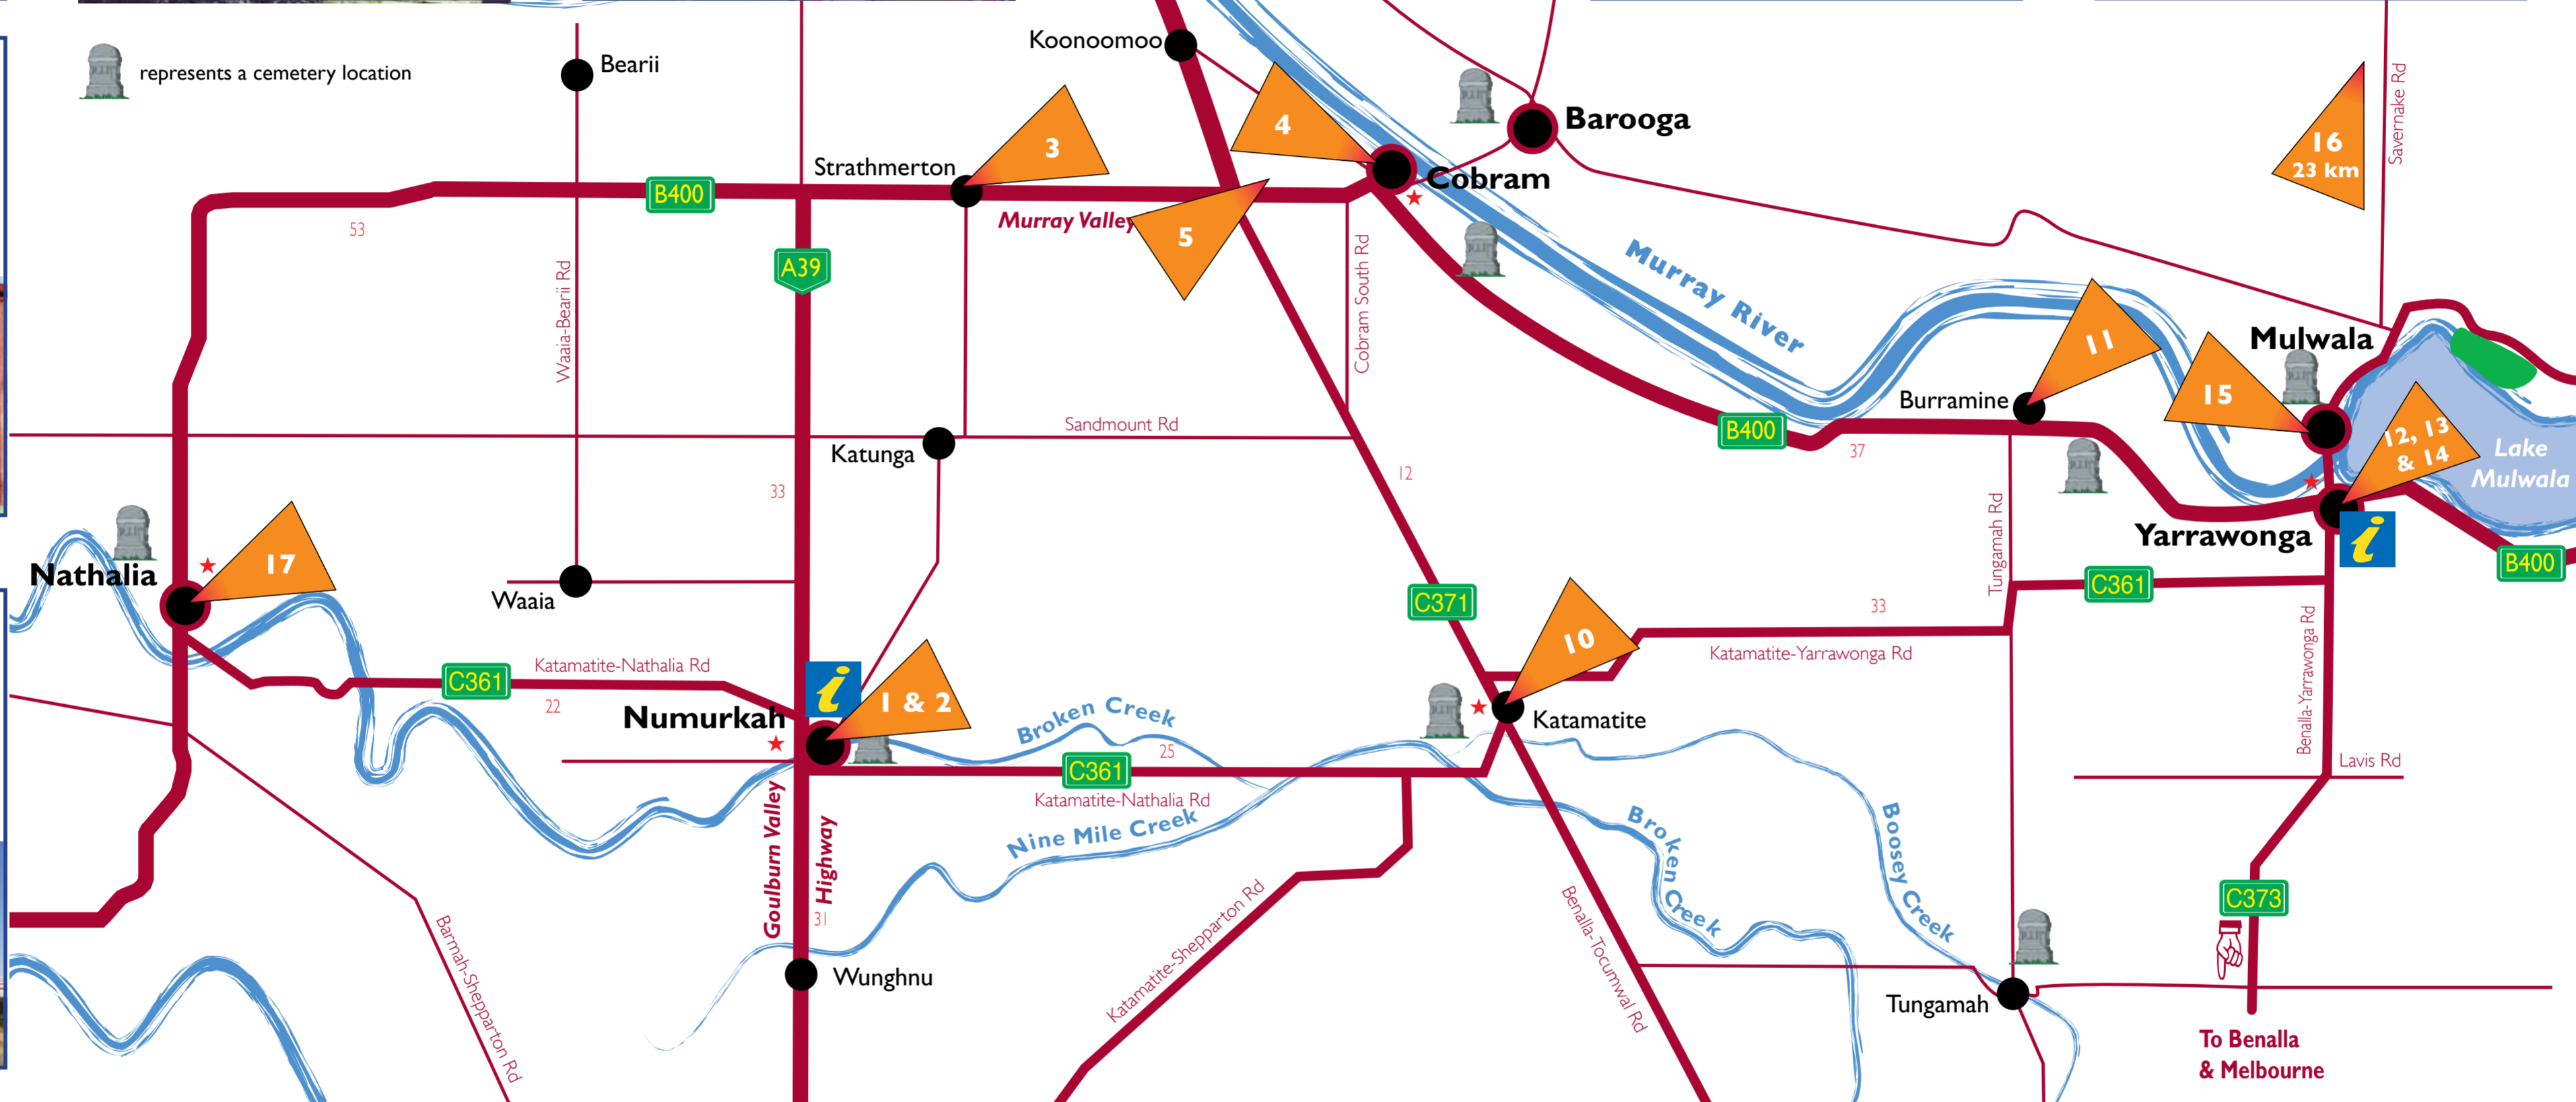 represents a cemetery location
Bearii
Koonoomoo
Barooga
Strathmerton
3
4
Cobram
16
23 km
Savernake Rd
B400
53
Murray Valley
5
A39
Waaia-Bearii Rd
Cobram South Rd
Murray River
11
Mulwala
15
Burramine
B400
37
12, 13
& 14
Lake
Mulwala
Sandmount Rd
Katunga
33
12
Tungamah Rd
Yarrawonga
i
B400
Nathalia
17
Waaia
C371
C361
33
10
Katamatite-Yarrawonga Rd
Benalla-Yarrawonga Rd
Katamatite-Nathalia Rd
C361
22
i
1 & 2
Numurkah
Broken Creek
25
C361
Katamatite-Nathalia Rd
Nine Mile Creek
Katamatite
Lavis Rd
Goulburn Valley
Highway
31
Broken Creek
Boosey Creek
Katamatite-Shepparton Rd
Benalla-Tocumwal Rd
Barmah-Shepparton Rd
C373
Wunghnu
Tungamah
To Benalla
& Melbourne